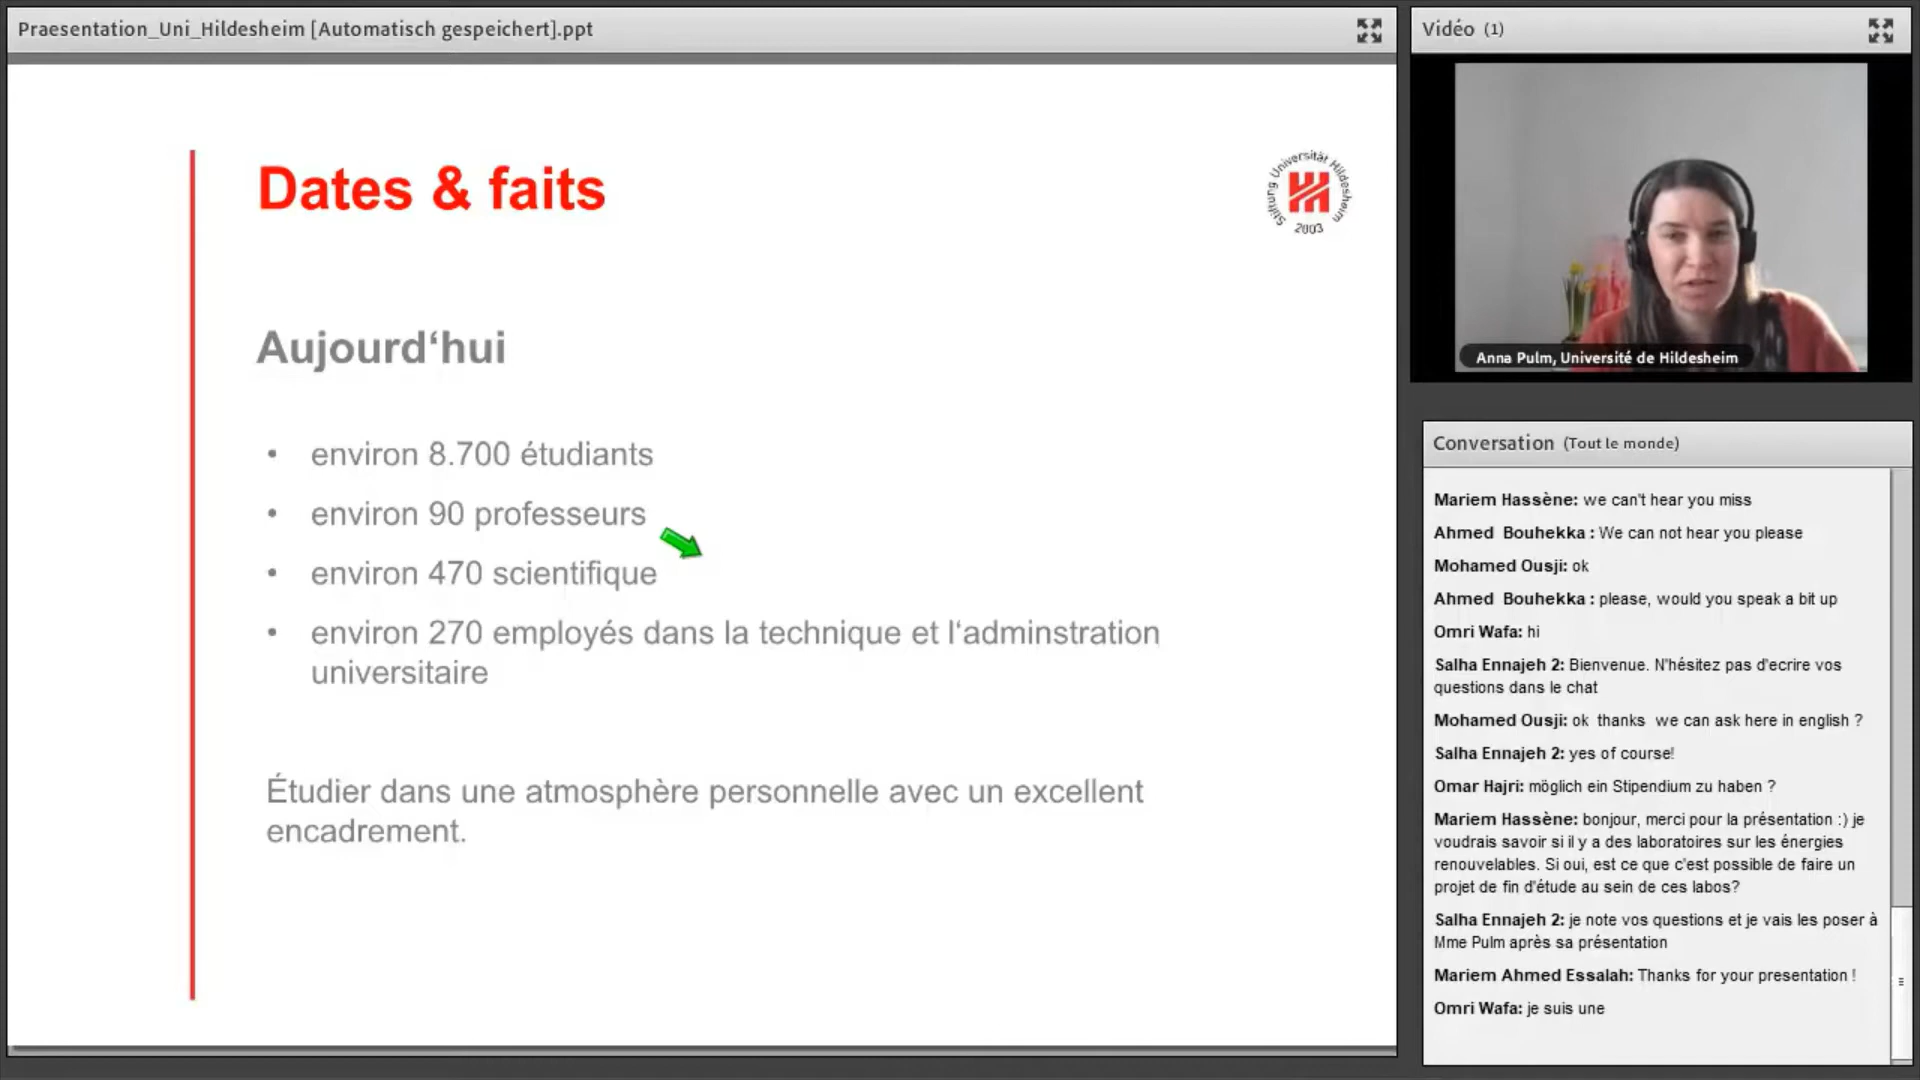 Praesentation_Uni_Hildesheim [Automatisch gespeichert].ppt
Dates & faits
Stiftung Universität Hildesheim
2003
Aujourd‘hui
• environ 8.700 étudiants
• environ 90 professeurs
• environ 470 scientifique
• environ 270 employés dans la technique et l‘adminstration
universitaire
Étudier dans une atmosphère personnelle avec un excellent
encadrement.
Vidéo (1)
Anna Pulm, Université de Hildesheim
Conversation (Tout le monde)
Mariem Hassène: we can't hear you miss
Ahmed Bouhekka : We can not hear you please
Mohamed Ousji: ok
Ahmed Bouhekka : please, would you speak a bit up
Omri Wafa: hi
Salha Ennajeh 2: Bienvenue. N'hésitez pas d'ecrire vos
questions dans le chat
Mohamed Ousji: ok thanks we can ask here in english ?
Salha Ennajeh 2: yes of course!
Omar Hajri: möglich ein Stipendium zu haben ?
Mariem Hassène: bonjour, merci pour la présentation :) je
voudrais savoir si il y a des laboratoires sur les énergies
renouvelables. Si oui, est ce que c'est possible de faire un
projet de fin d'étude au sein de ces labos?
Salha Ennajeh 2: je note vos questions et je vais les poser à
Mme Pulm après sa présentation
Mariem Ahmed Essalah: Thanks for your presentation !
Omri Wafa: je suis une